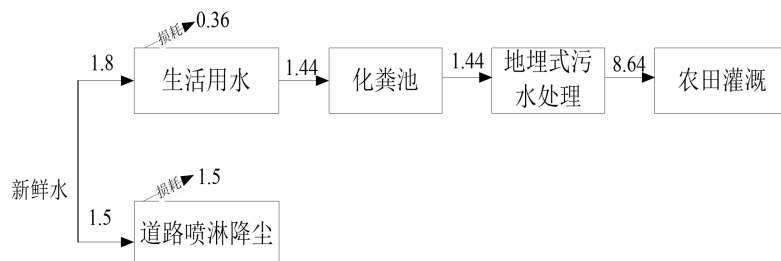 损耗 0.36
1.8
生活用水
1.44
化粪池
1.44
地埋式污
水处理
8.64
农田灌溉
新鲜水
损耗 1.5
1.5
道路喷淋降尘